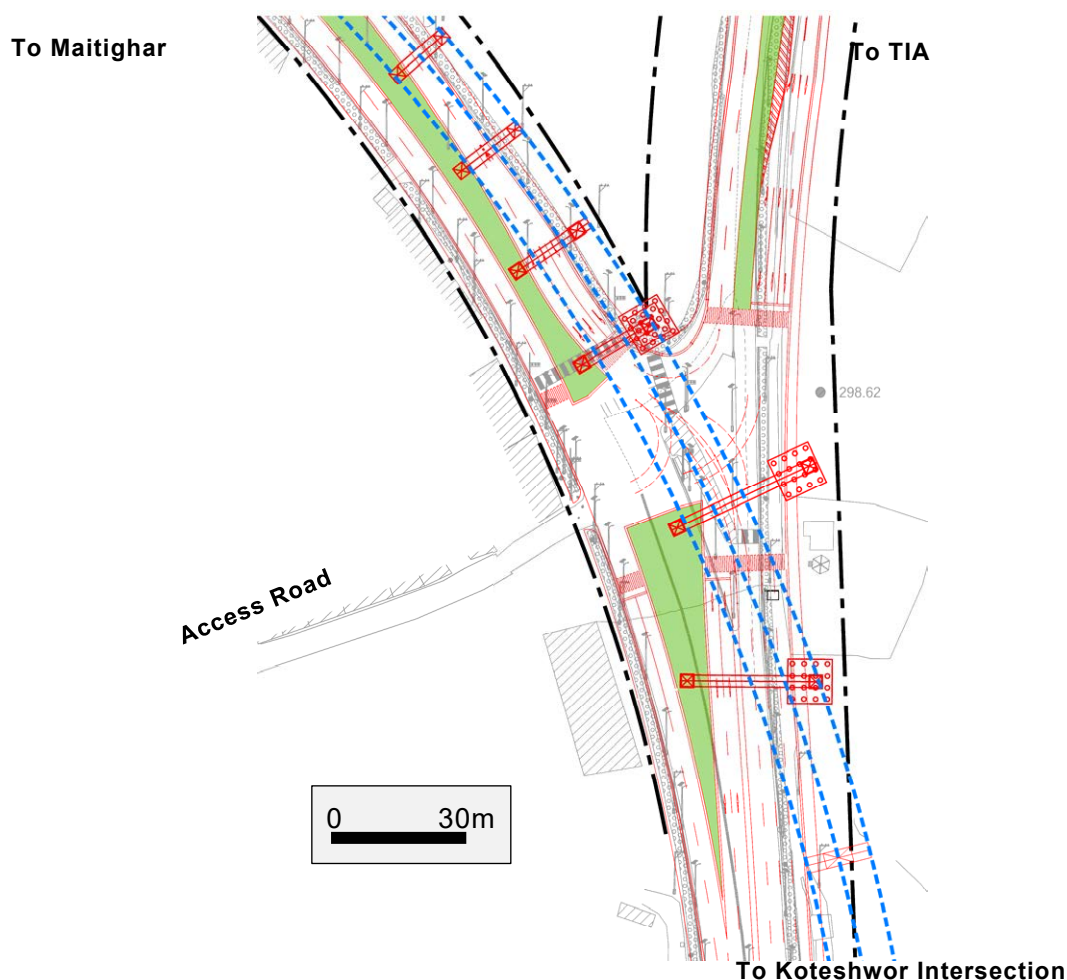 To Maitighar
To TIA
298.62
Access Road
0 30m
To Koteshwor Intersection